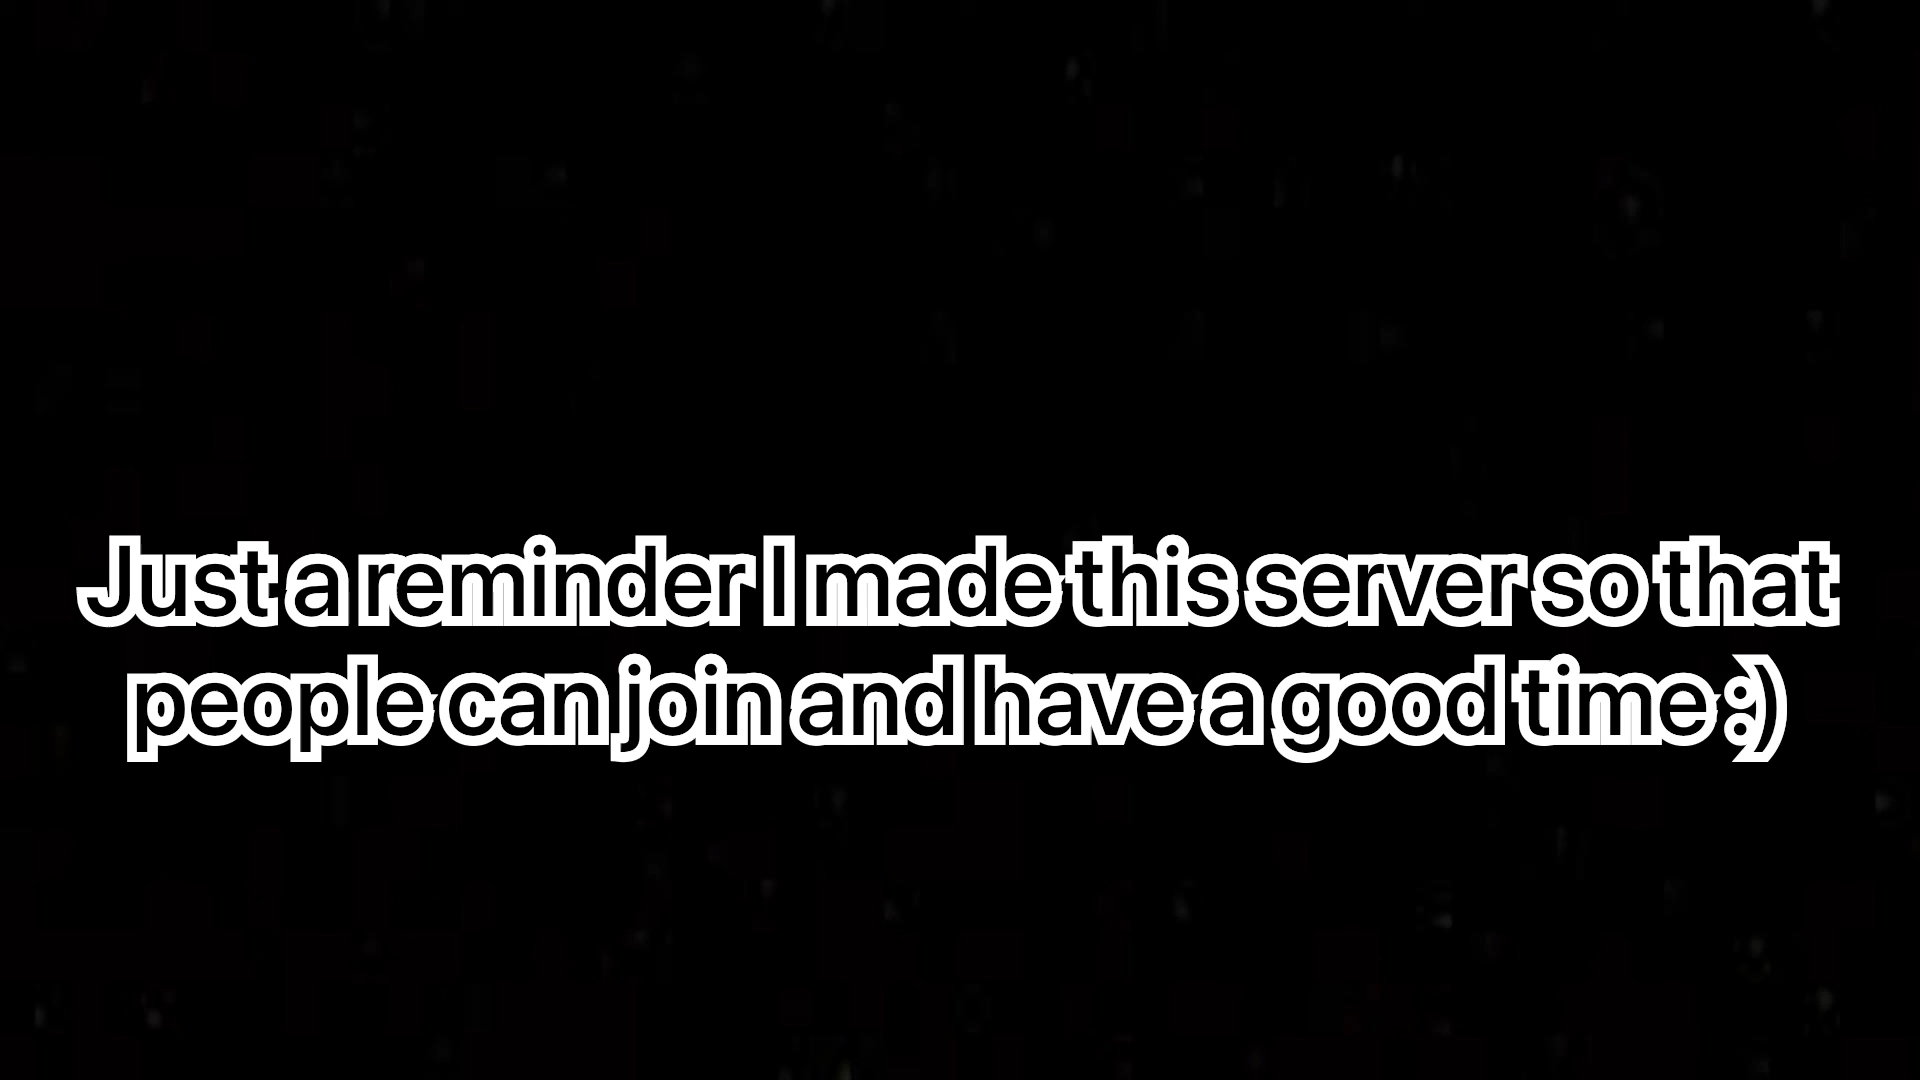 Just a reminder I made this server so that
people can join and have a good time :)